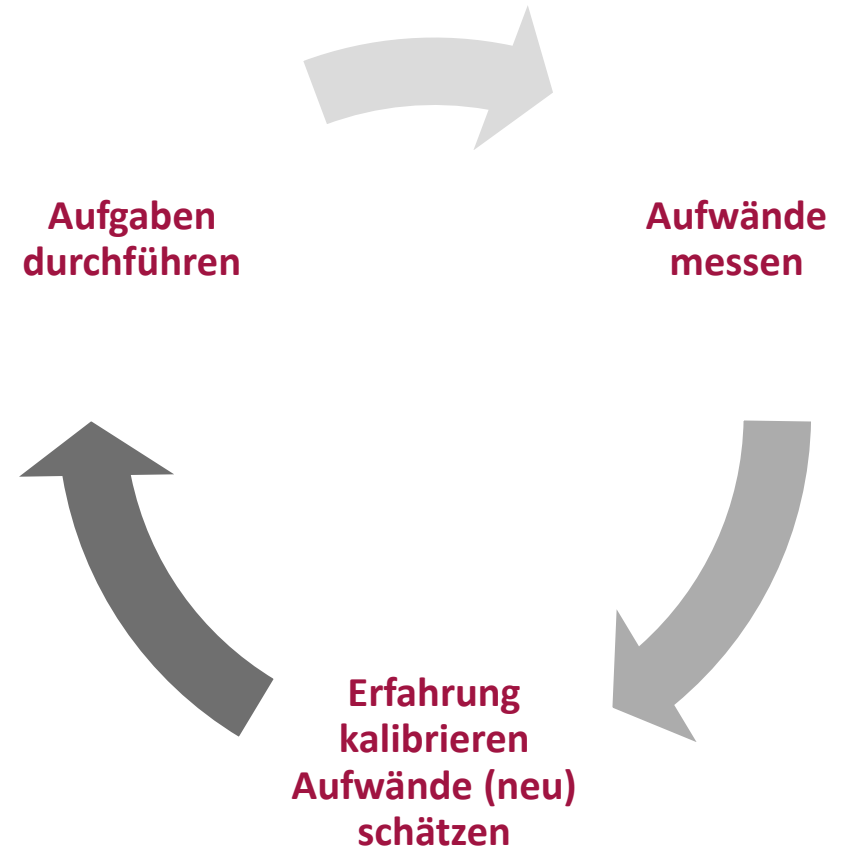 Aufgaben
durchführen
Aufwände
messen
Erfahrung
kalibrieren
Aufwände (neu)
schätzen